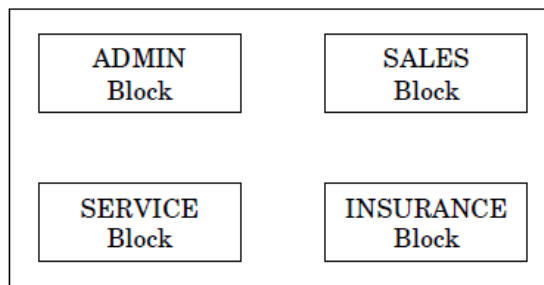 ADMIN
Block
SALES
Block
SERVICE
Block
INSURANCE
Block